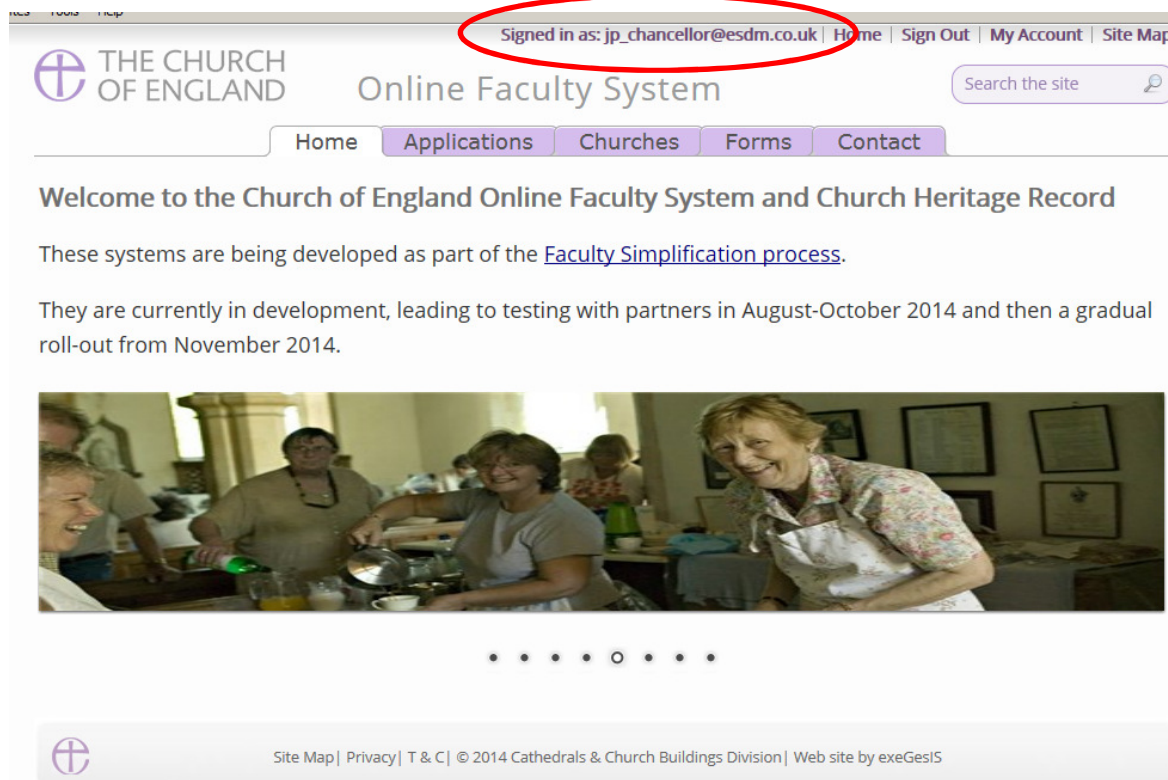 Tools Help
Signed in as: jp_chancellor@esdm.co.uk | Home | Sign Out | My Account | Site Map
THE CHURCH
OF ENGLAND
Online Faculty System
Search the site
Home Applications Churches Forms Contact
Welcome to the Church of England Online Faculty System and Church Heritage Record
These systems are being developed as part of the Faculty Simplification process.
They are currently in development, leading to testing with partners in August-October 2014 and then a gradual
roll-out from November 2014.
Site Map| Privacy| T & C| © 2014 Cathedrals & Church Buildings Division| Web site by exeGesIS